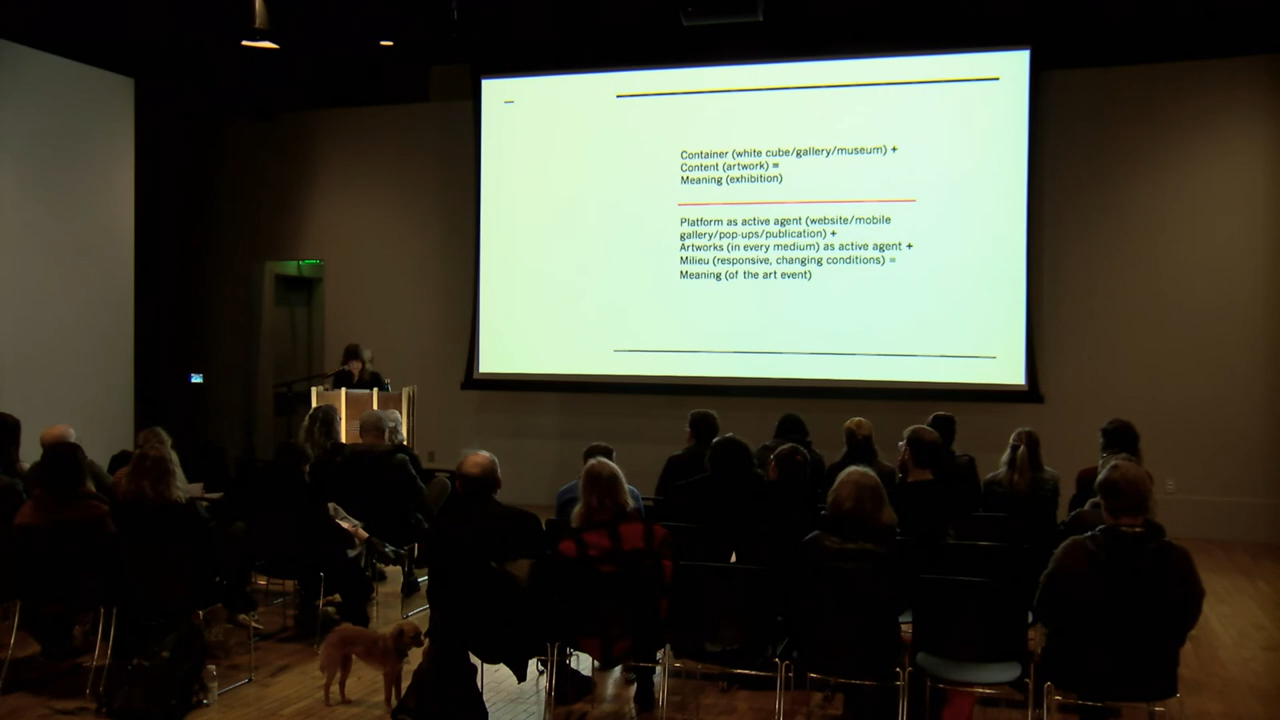 Container (white cube/gallery/museum) +
Content (artwork) =
Meaning (exhibition)
Platform as active agent (website/mobile
gallery/pop-ups/publication) +
Artworks (in every medium) as active agent +
Milieu (responsive, changing conditions) =
Meaning (of the art event)